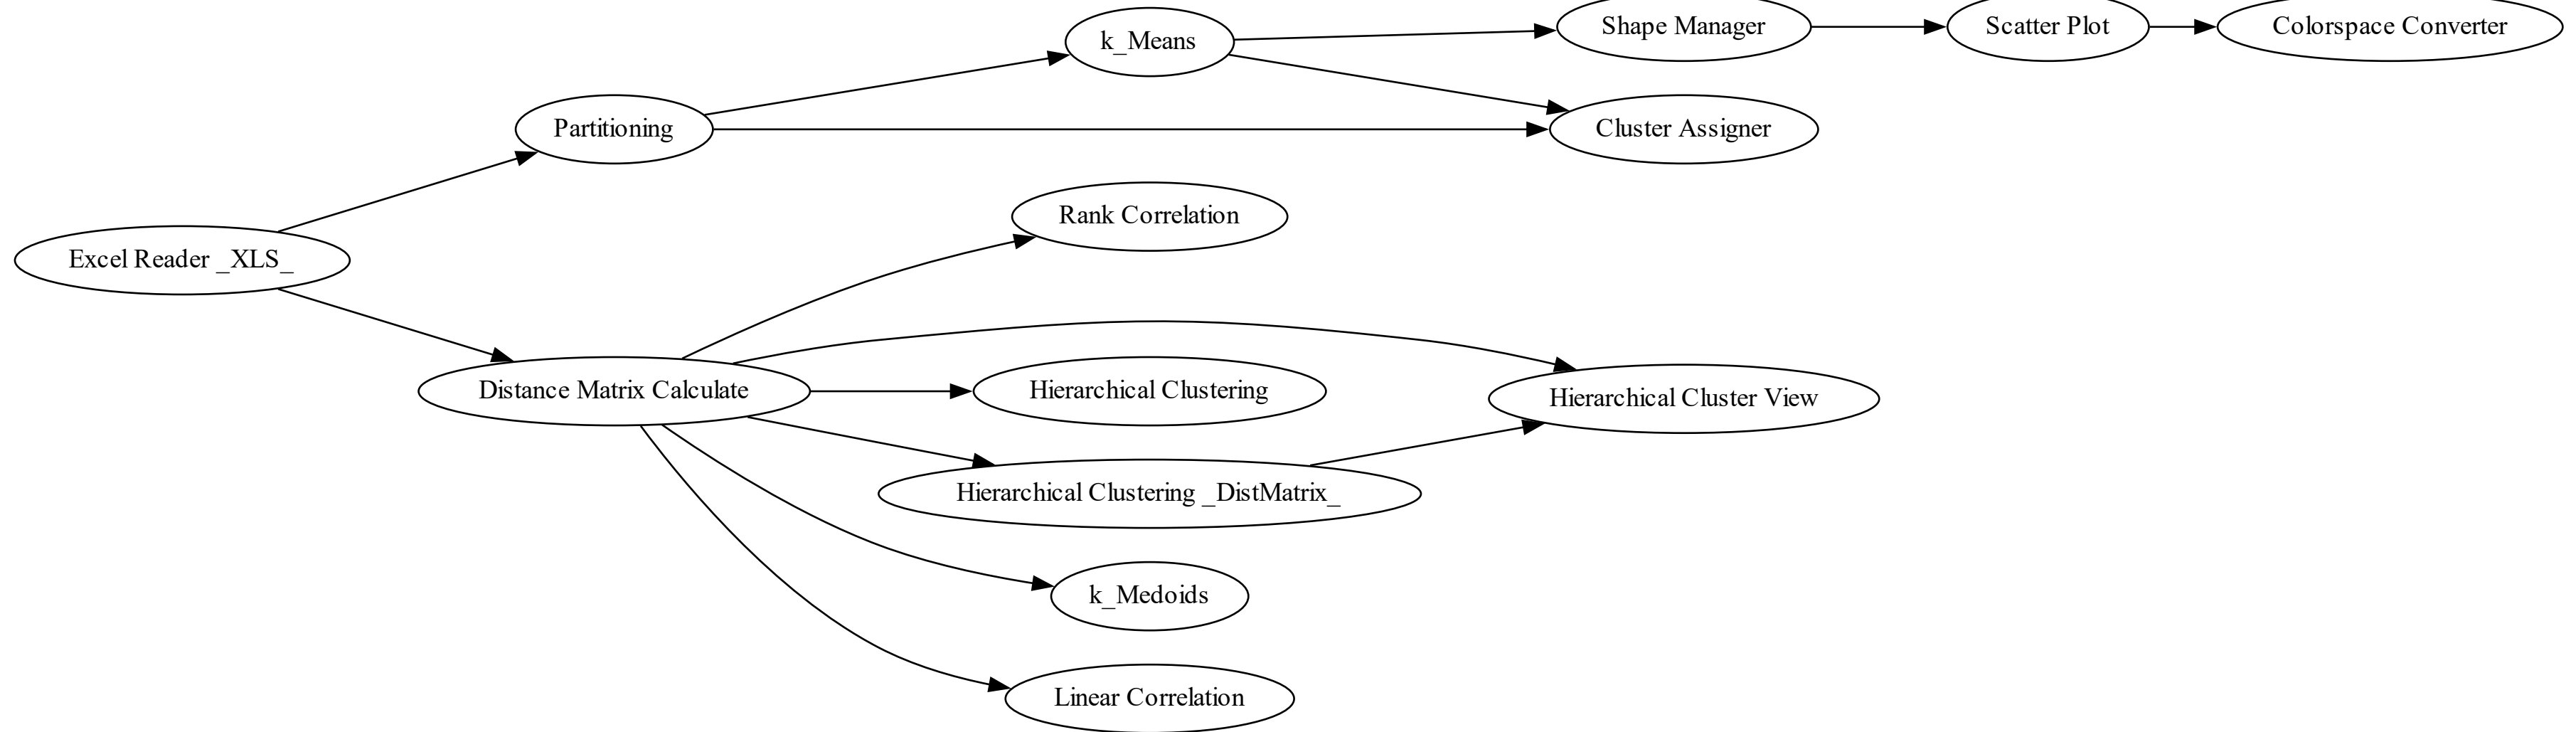 Shape Manager
Scatter Plot
Colorspace Converter
k_Means
Partitioning
Cluster Assigner
Rank Correlation
Excel Reader _XLS_
Distance Matrix Calculate
Hierarchical Clustering
Hierarchical Cluster View
Hierarchical Clustering _DistMatrix_
k_Medoids
Linear Correlation